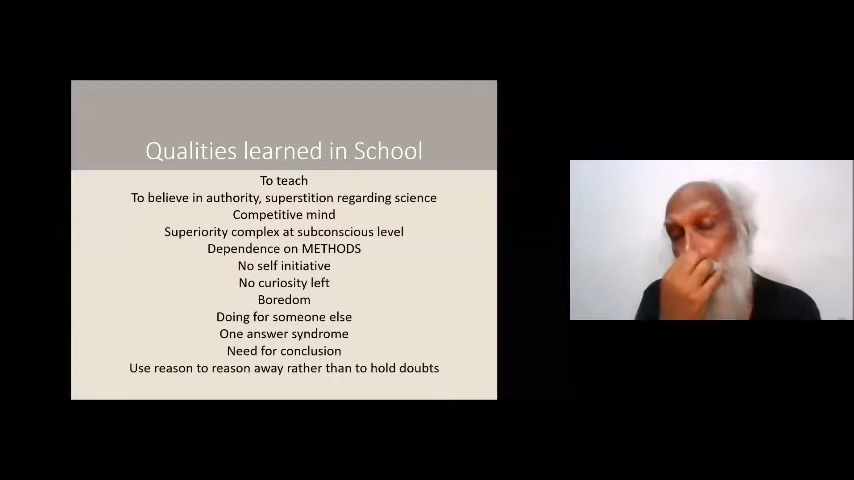 Qualities learned in School
To teach
To believe in authority, superstition regarding science
Competitive mind
Superiority complex at subconscious level
Dependence on METHODS
No self initiative
No curiosity left
Boredom
Doing for someone else
One answer syndrome
Need for conclusion
Use reason to reason away rather than to hold doubts